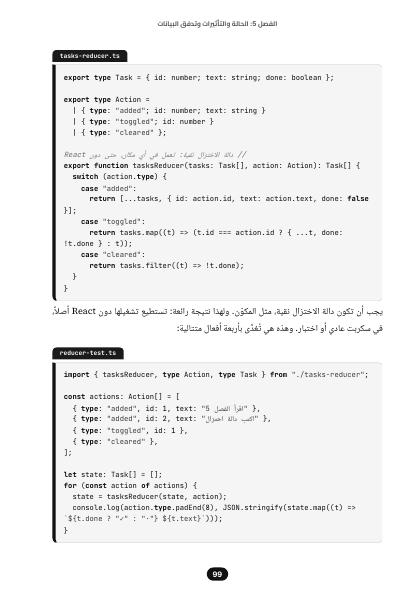 الفصل 5: الحالة والتأثيرات وتدفق البيانات
tasks-reducer.ts
export type Task = { id: number; text: string; done: boolean };
export type Action =
| { type: "added"; id: number; text: string }
| { type: "toggled"; id: number }
| { type: "cleared" };
// دالة الاختزال نقية: تعمل في أي مكان، حتى دون React
export function tasksReducer(tasks: Task[], action: Action): Task[] {
switch (action.type) {
case "added":
return [...tasks, { id: action.id, text: action.text, done: false
}];
case "toggled":
return tasks.map((t) => (t.id === action.id ? { ...t, done:
!t.done } : t));
case "cleared":
return tasks.filter((t) => !t.done);
}
}
يجب أن تكون دالة الاختزال نقية، مثل المكوّن. ولهذا نتيجة رائعة: تستطيع تشغيلها دون React أصلاً،
في سكربت عادي أو اختبار. وهذه هي تُغذّى بأربعة أفعال متتالية:
reducer-test.ts
import { tasksReducer, type Action, type Task } from "./tasks-reducer";
const actions: Action[] = [
{ type: "added", id: 1, text: "اقرأ الفصل 5" },
{ type: "added", id: 2, text: "اكتب دالة اختزال" },
{ type: "toggled", id: 1 },
{ type: "cleared" },
];
let state: Task[] = [];
for (const action of actions) {
state = tasksReducer(state, action);
console.log(action.type.padEnd(8), JSON.stringify(state.map((t) =>
`${t.done ? "✓" : "·"} ${t.text}`)));
}
99